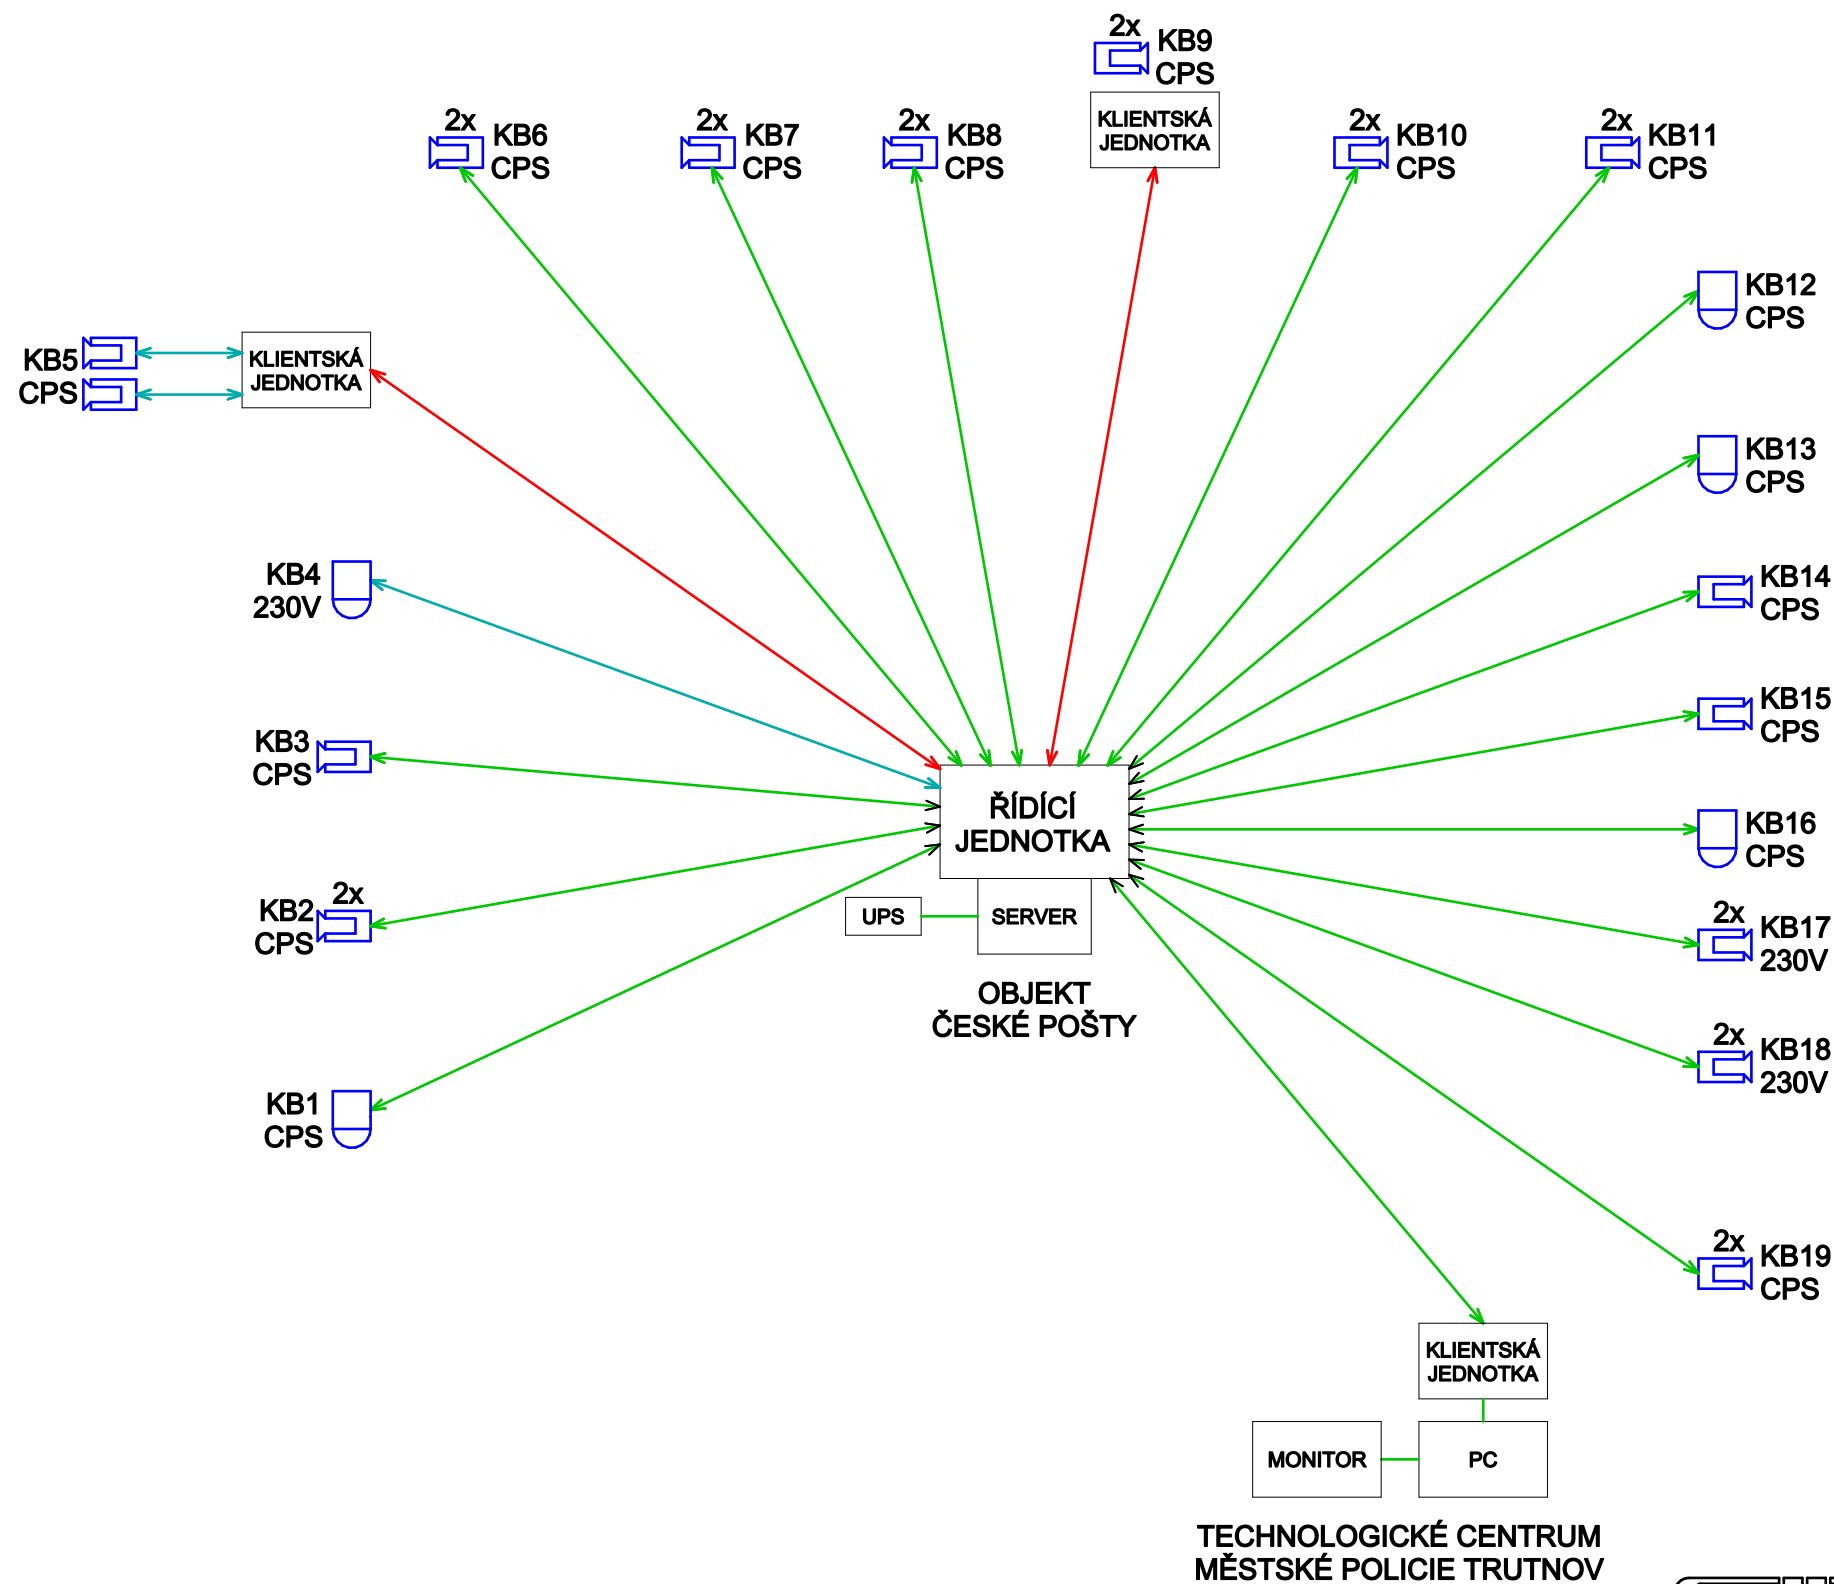 2x
KB9
CPS
KLIENTSKÁ
JEDNOTKA
2x
KB6
CPS
2x
KB7
CPS
2x
KB8
CPS
2x
KB10
CPS
2x
KB11
CPS
KB12
CPS
KB5
CPS
KLIENTSKÁ
JEDNOTKA
KB13
CPS
KB4
230V
KB14
CPS
KB15
CPS
KB3
CPS
ŘÍDÍCÍ
JEDNOTKA
KB16
CPS
2x
KB2
CPS
UPS
SERVER
2x
KB17
230V
OBJEKT
ČESKÉ POŠTY
2x
KB18
230V
KB1
CPS
2x
KB19
CPS
KLIENTSKÁ
JEDNOTKA
MONITOR
PC
TECHNOLOGICKÉ CENTRUM
MĚSTSKÉ POLICIE TRUTNOV